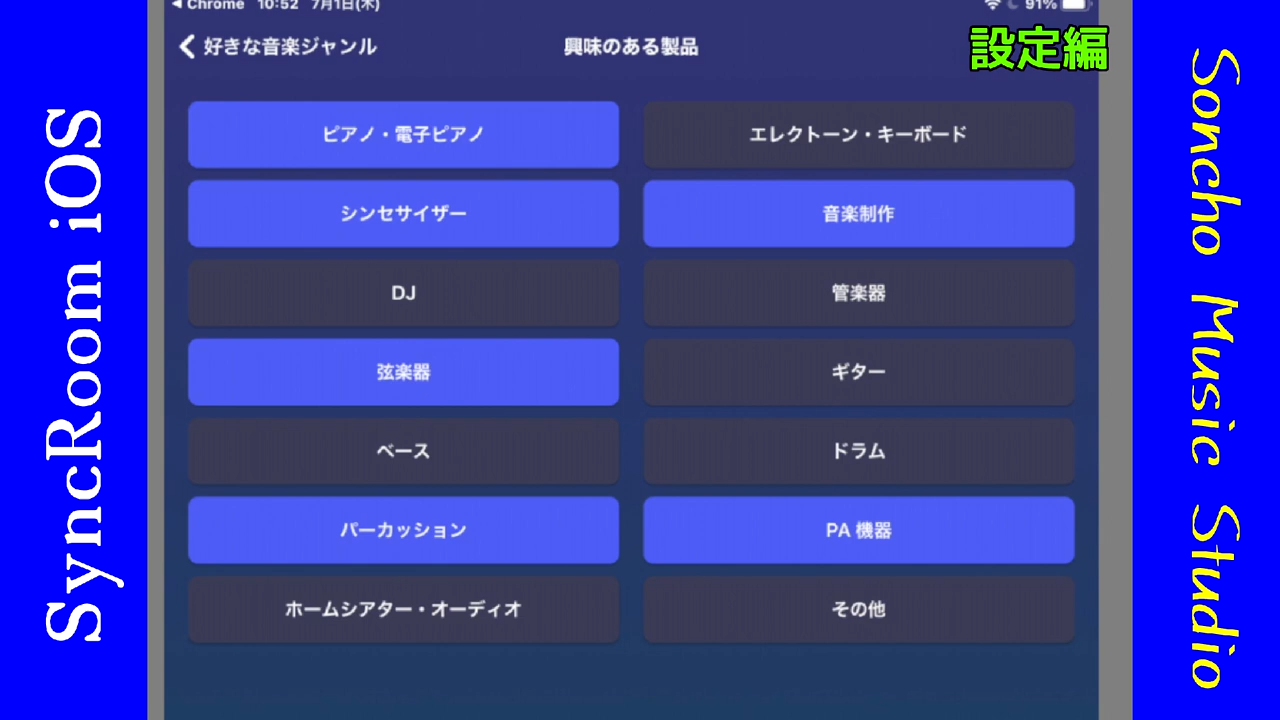 Chrome 10:52 7月1日(木)
91%
好きな音楽ジャンル
興味のある製品
設定編
ピアノ・電子ピアノ
エレクトーン・キーボード
シンセサイザー
音楽制作
DJ
管楽器
弦楽器
ギター
ベース
ドラム
パーカッション
PA 機器
ホームシアター・オーディオ
その他
SyncRoom iOS
Soncho Music Studio